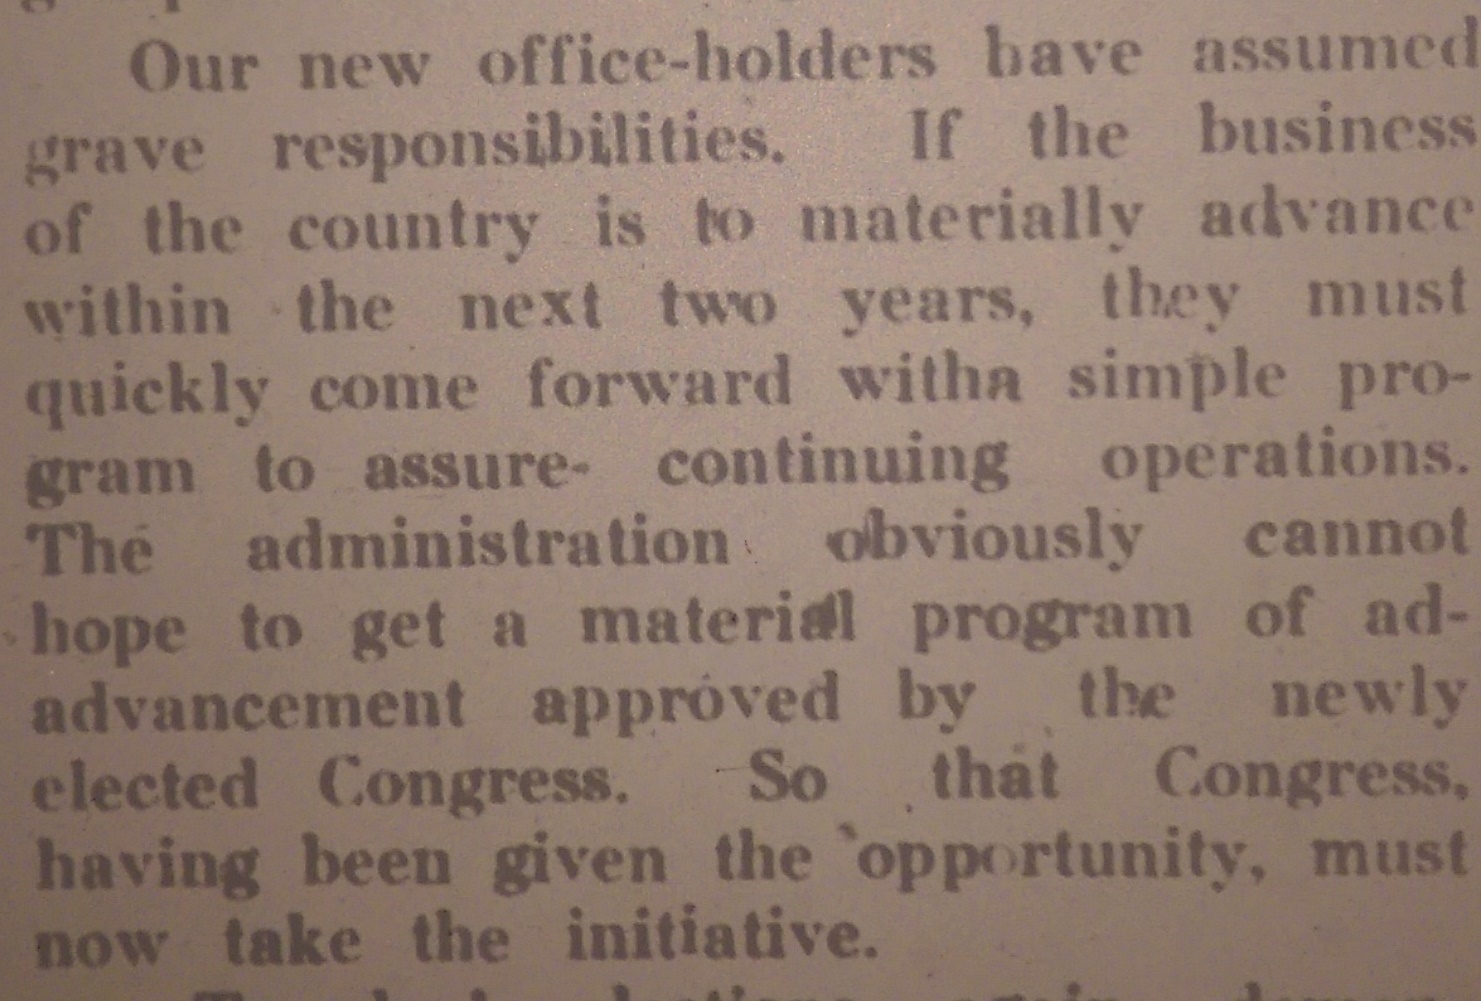 Our new office-holders have assumed
grave responsibilities. If the business
of the country is to materially advance
within the next two years, they must
quickly come forward witha simple pro-
gram to assure- continuing operations.
The administration obviously cannot
hope to get a material program of ad-
advancement approved by the newly
elected Congress. So that Congress,
having been given the opportunity, must
now take the initiative.